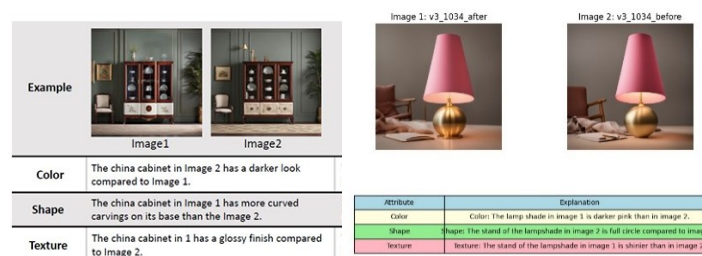 Example
Image1
Image2
Color
The china cabinet in Image 2 has a darker look
compared to Image 1.
Shape
The china cabinet in Image 1 has more curved
carvings on its base than the Image 2.
Texture
The china cabinet in 1 has a glossy finish compared
to Image 2.
Image 1: v3_1034_after
Image 2: v3_1034_before
Attribute
Explanation
Color
Color: The lamp shade in image 1 is darker pink than in image 2.
Shape
Shape: The stand of the lampshade in image 2 is full circle compared to
Texture
Texture: The stand of the lampshade in image 1 is shinier than in image 2